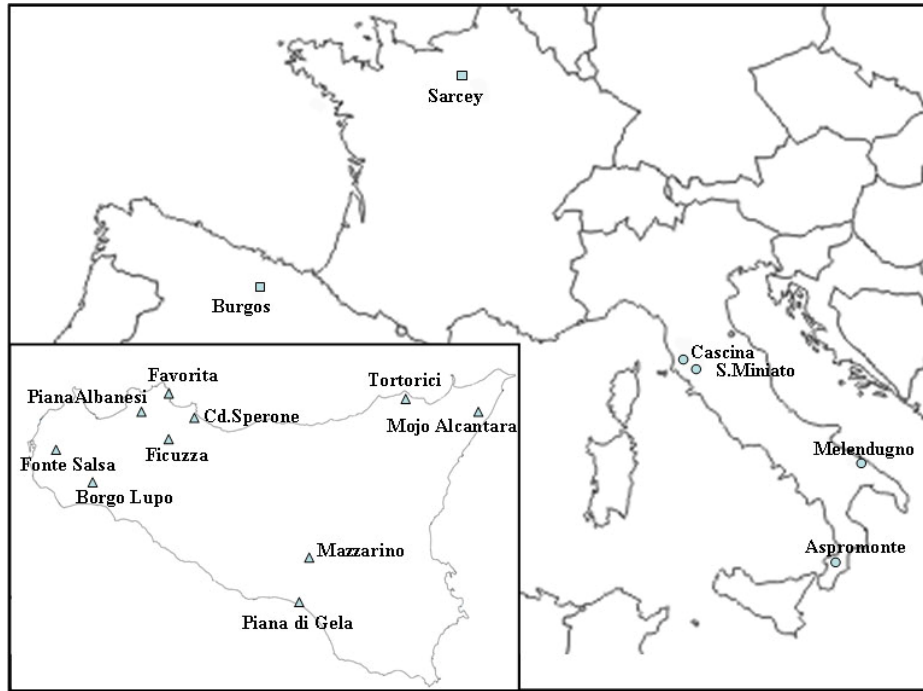 Sarcey
Burgos
Cascina
S.Miniato
Melendugno
Aspromonte
Favorita
PianaAlbanesi
Cd.Sperone
Tortorici
Mojo Alcantara
Ficuzza
Fonte Salsa
Borgo Lupo
Mazzarino
Piana di Gela